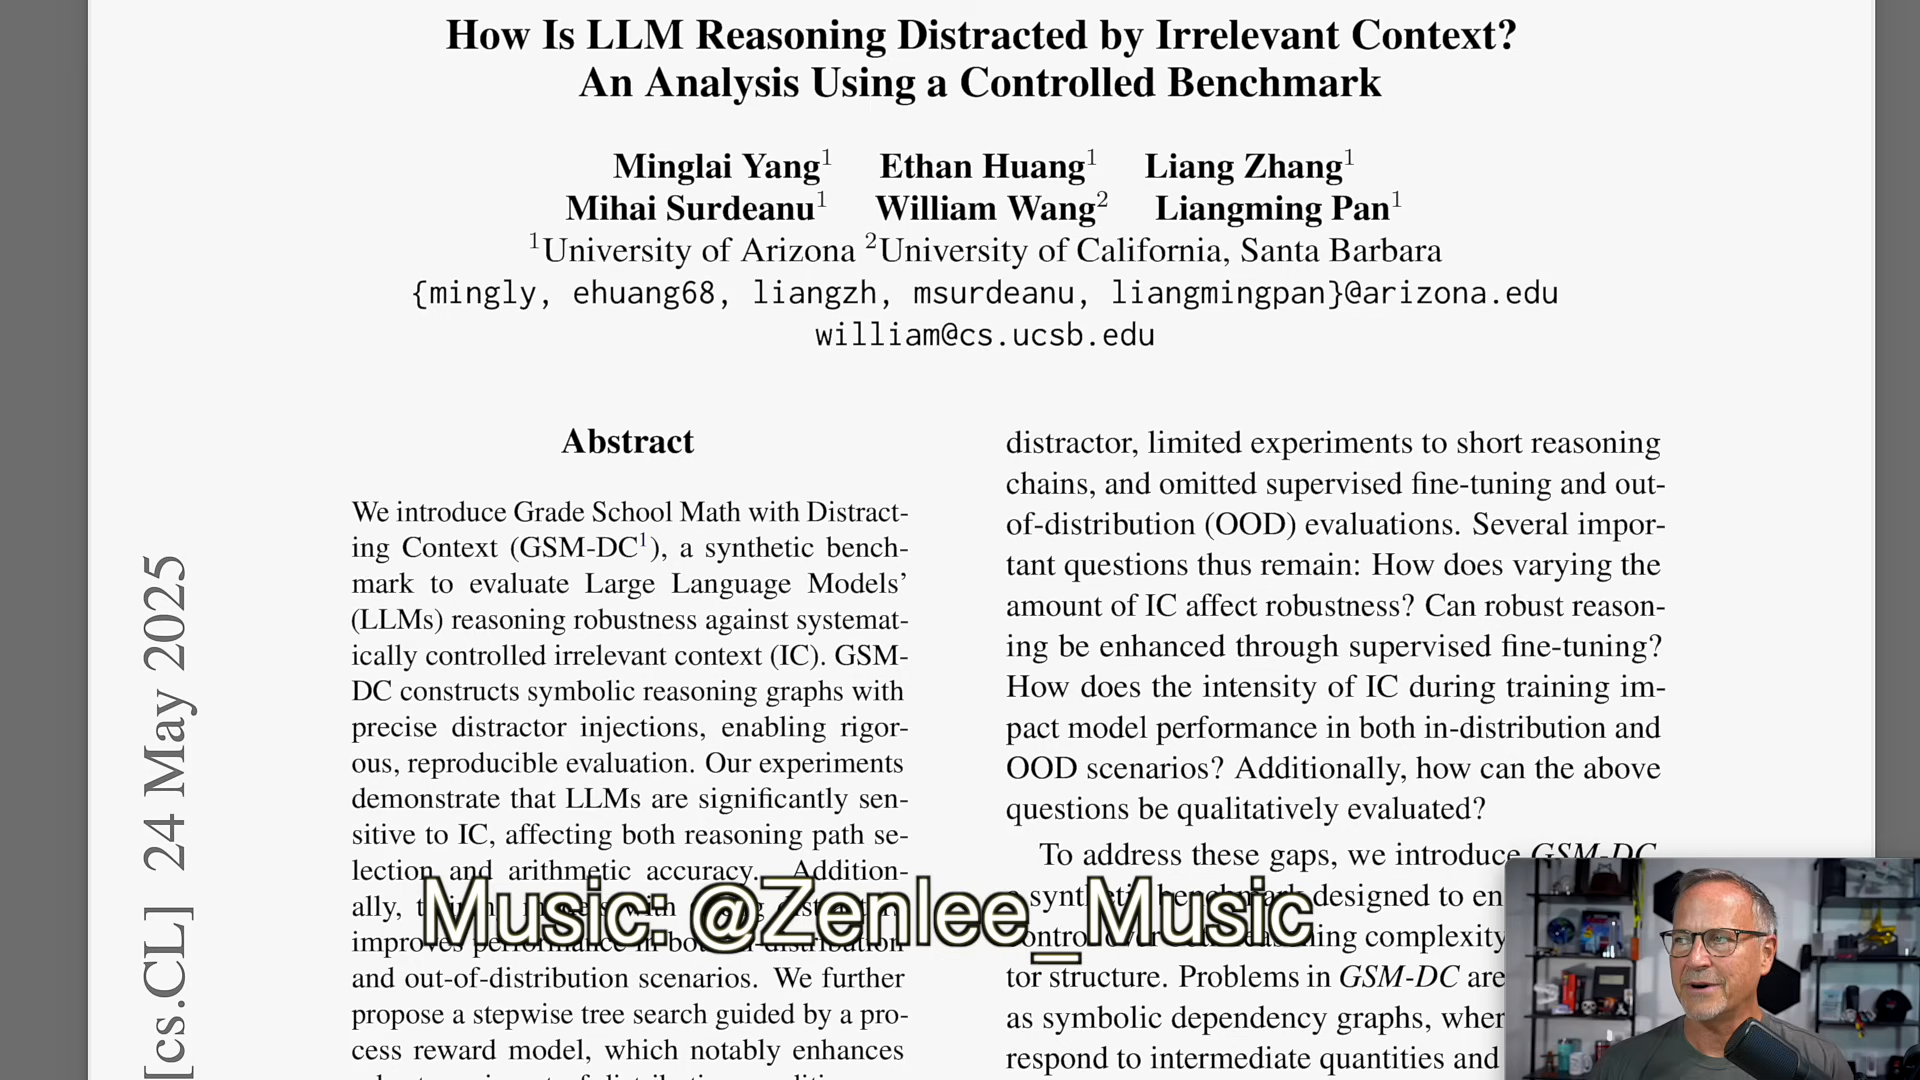 How Is LLM Reasoning Distracted by Irrelevant Context?
An Analysis Using a Controlled Benchmark
Minglai Yang1 Ethan Huang1 Liang Zhang1
Mihai Surdeanu1 William Wang2 Liangming Pan1
1University of Arizona 2University of California, Santa Barbara
{mingly, ehuang68, liangzh, msurdeanu, liangmingpan}@arizona.edu
william@cs.ucsb.edu
[cs.CL] 24 May 2025
Abstract
We introduce Grade School Math with Distract-
ing Context (GSM-DC1), a synthetic bench-
mark to evaluate Large Language Models’
(LLMs) reasoning robustness against systemat-
ically controlled irrelevant context (IC). GSM-
DC constructs symbolic reasoning graphs with
precise distractor injections, enabling rigor-
ous, reproducible evaluation. Our experiments
demonstrate that LLMs are significantly sen-
sitive to IC, affecting both reasoning path se-
lection and arithmetic accuracy. Addition-
ally,
improves performance in
and out-of-distribution scenarios. We further
propose a stepwise tree search guided by a pro-
cess reward model, which notably enhances
distractor, limited experiments to short reasoning
chains, and omitted supervised fine-tuning and out-
of-distribution (OOD) evaluations. Several impor-
tant questions thus remain: How does varying the
amount of IC affect robustness? Can robust reason-
ing be enhanced through supervised fine-tuning?
How does the intensity of IC during training im-
pact model performance in both in-distribution and
OOD scenarios? Additionally, how can the above
questions be qualitatively evaluated?
To address these gaps, we introduce GSM-DC,
designed to en
complexity
tor structure. Problems in GSM-DC are
as symbolic dependency graphs, wher
respond to intermediate quantities and
Music: @Zenlee_Music